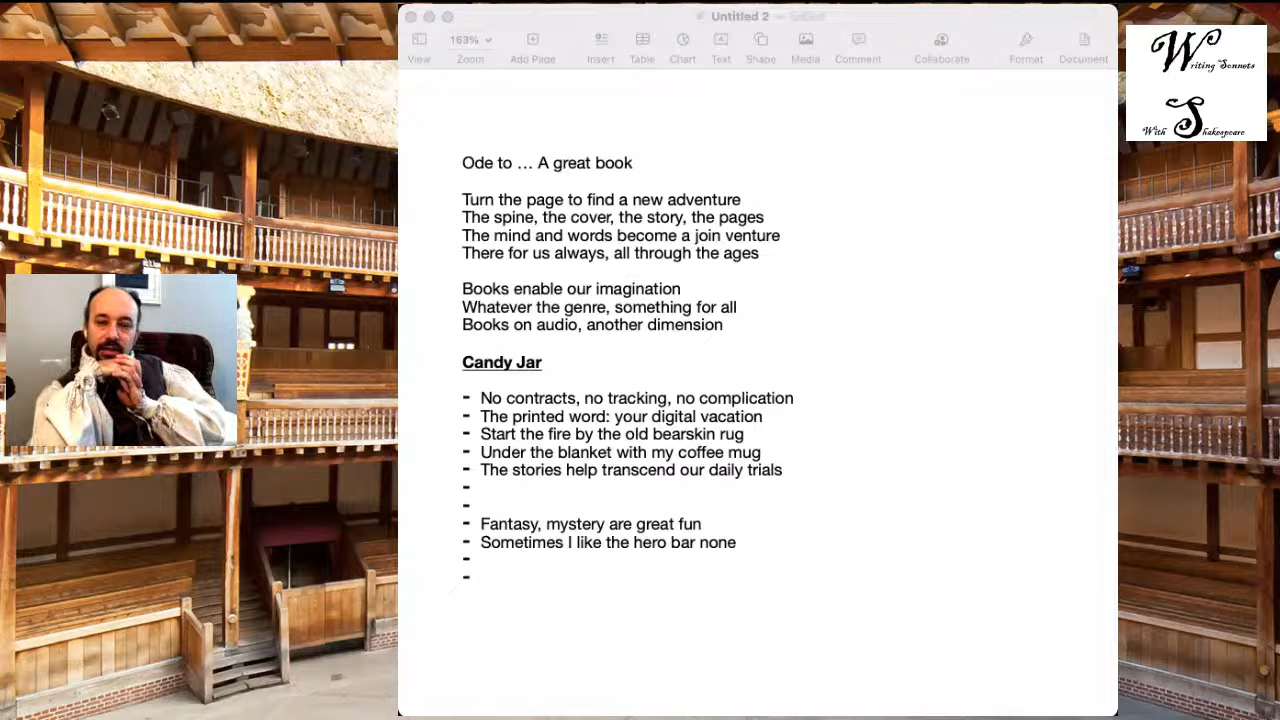 Untitled 2
163%
View
Zoom
Add Page
Insert
Table
Chart
Text
Shape
Media
Comment
Collaborate
Format
Document
Writing Sonnets
With Shakespeare
Ode to … A great book
Turn the page to find a new adventure
The spine, the cover, the story, the pages
The mind and words become a join venture
There for us always, all through the ages
Books enable our imagination
Whatever the genre, something for all
Books on audio, another dimension
Candy Jar
- No contracts, no tracking, no complication
- The printed word: your digital vacation
- Start the fire by the old bearskin rug
- Under the blanket with my coffee mug
- The stories help transcend our daily trials
-
-
- Fantasy, mystery are great fun
- Sometimes I like the hero bar none
-
-